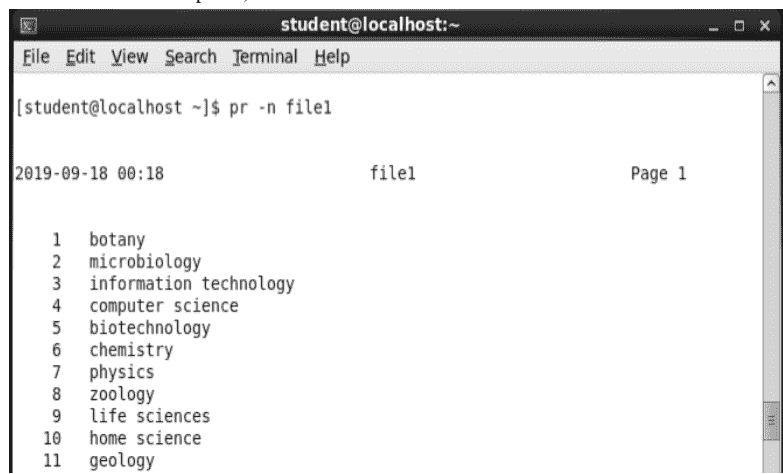 student@localhost:~
File Edit View Search Terminal Help
[student@localhost ~]$ pr -n file1
2019-09-18 00:18 file1 Page 1
1 botany
2 microbiology
3 information technology
4 computer science
5 biotechnology
6 chemistry
7 physics
8 zoology
9 life sciences
10 home science
11 geology